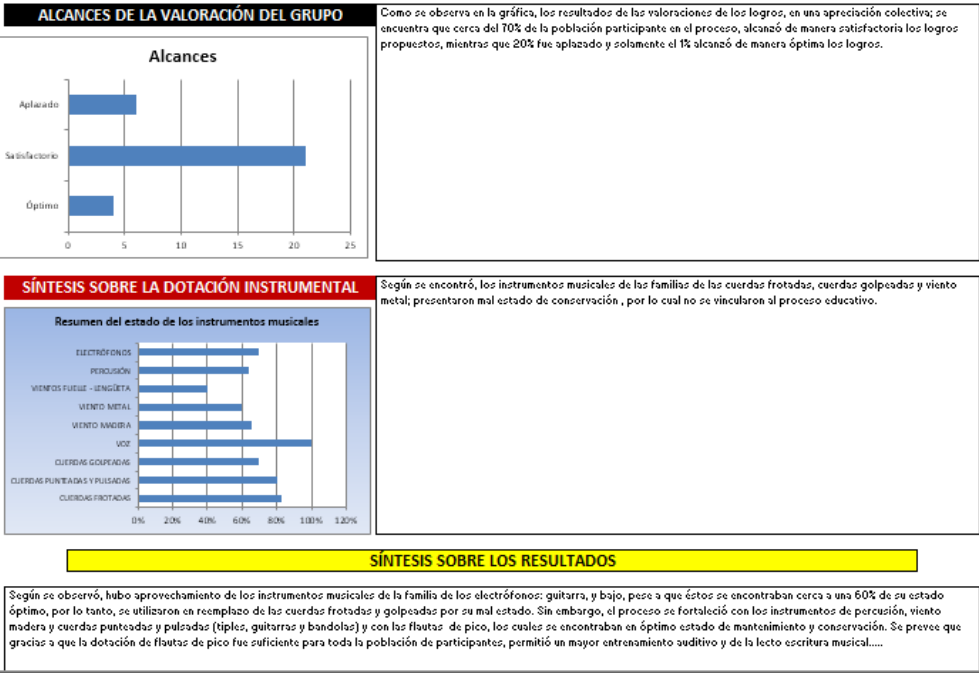 ALCANCES DE LA VALORACIÓN DEL GRUPO
Como se observa en la gráfica, los resultados de las valoraciones de los logros, en una apreciación colectiva; se
encuentra que cerca del 70% de la población participante en el proceso, alcanzó de manera satisfactoria los logros
propuestos, mientras que 20% fue aplazado y solamente el 1% alcanzó de manera óptima los logros.
Alcances
Aplazado
Satisfactorio
Óptimo
0 5 10 15 20 25
SÍNTESIS SOBRE LA DOTACIÓN INSTRUMENTAL
Según se encontró, los instrumentos musicales de las familias de las cuerdas frotadas, cuerdas golpeadas y viento
metal; presentaron mal estado de conservación , por lo cual no se vincularon al proceso educativo.
Resumen del estado de los instrumentos musicales
ELECTRÓFONOS
PERCUSIÓN
VIENTOS FUELLE - LENGÜETA
VIENTO METAL
VIENTO MADERA
VOZ
CUERDAS GOLPEADAS
CUERDAS PUNTEADAS Y PULSADAS
CUERDAS FROTADAS
0% 20% 40% 60% 80% 100% 120%
SÍNTESIS SOBRE LOS RESULTADOS
Según se observó, hubo aprovechamiento de los instrumentos musicales de la familia de los electrófonos: guitarra, y bajo, pese a que éstos se encontraban cerca a una 60% de su estado
óptimo, por lo tanto, se utilizaron en reemplazo de las cuerdas frotadas y golpeadas por su mal estado. Sin embargo, el proceso se fortaleció con los instrumentos de percusión, viento
madera y cuerdas punteadas y pulsadas (tiples, guitarras y bandolas) y con las flautas de pico, los cuales se encontraban en óptimo estado de mantenimiento y conservación. Se prevee que
gracias a que la dotación de flautas de pico fue suficiente para toda la población de participantes, permitió un mayor entrenamiento auditivo y de la lecto escritura musical.....